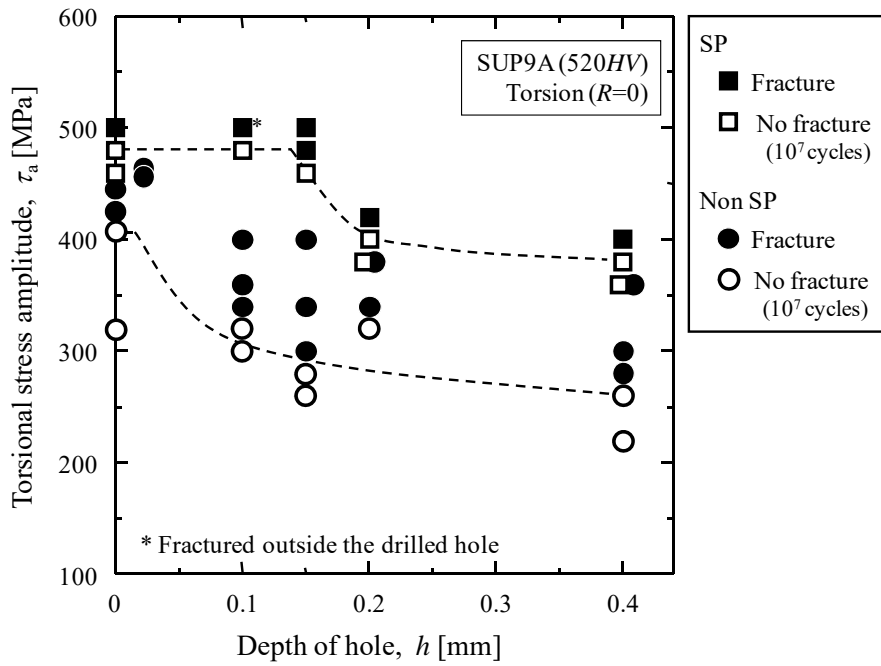 600
500
400
300
200
100
Torsional stress amplitude, τa [MPa]
SUP9A (520HV)
Torsion (R=0)
*
* Fractured outside the drilled hole
0
0.1
0.2
0.3
0.4
Depth of hole, h [mm]
SP
Fracture
No fracture
(10⁷ cycles)
Non SP
Fracture
No fracture
(10⁷ cycles)